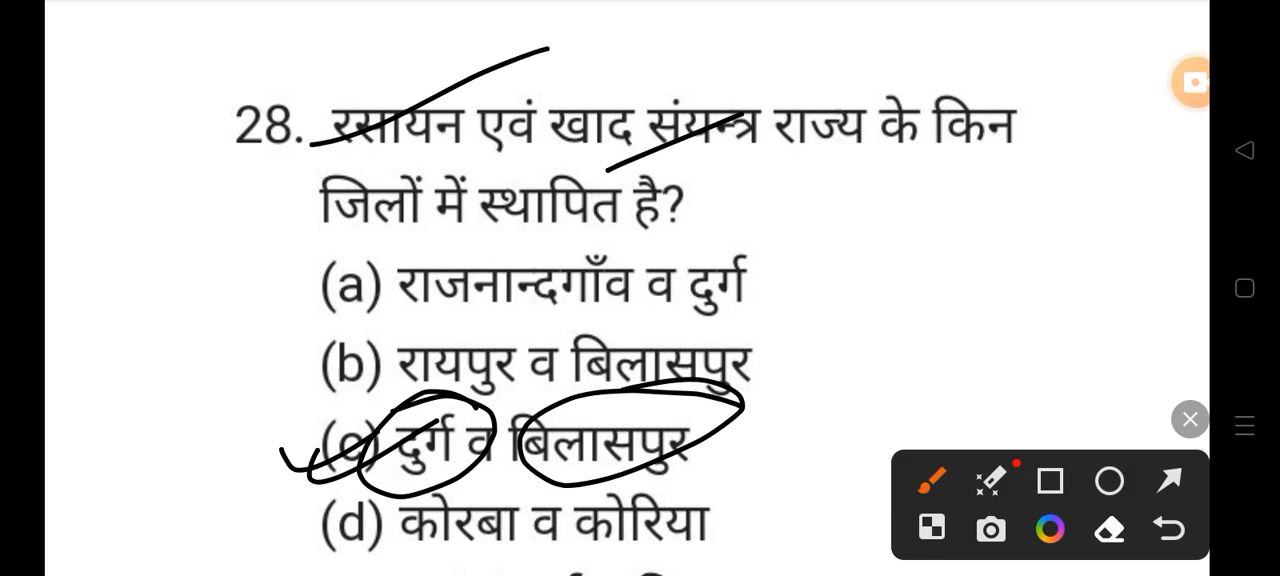 28. रसायन एवं खाद संयन्त्र राज्य के किन
जिलों में स्थापित है?
(a) राजनान्दगाँव व दुर्ग
(b) रायपुर व बिलासपुर
(c) दुर्ग व बिलासपुर
(d) कोरबा व कोरिया